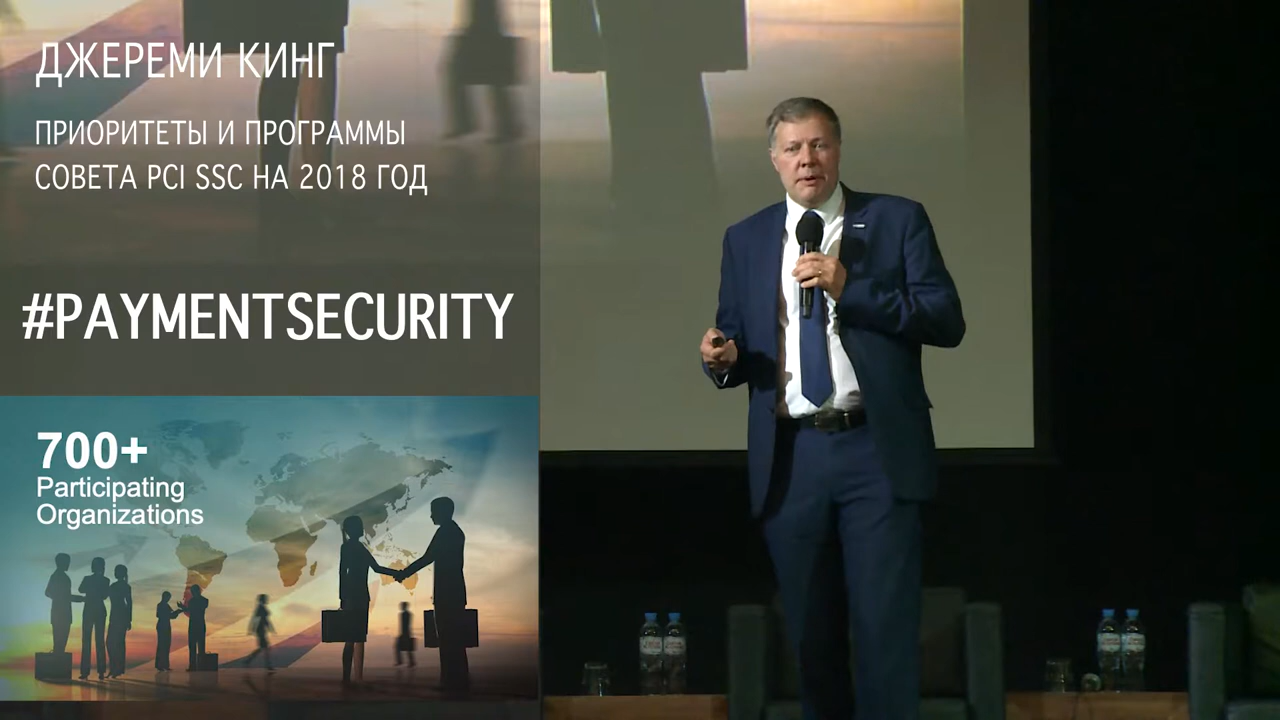 ДЖЕРЕМИ КИНГ
ПРИОРИТЕТЫ И ПРОГРАММЫ
СОВЕТА PCI SSC НА 2018 ГОД
#PAYMENTSECURITY
700+
Participating
Organizations